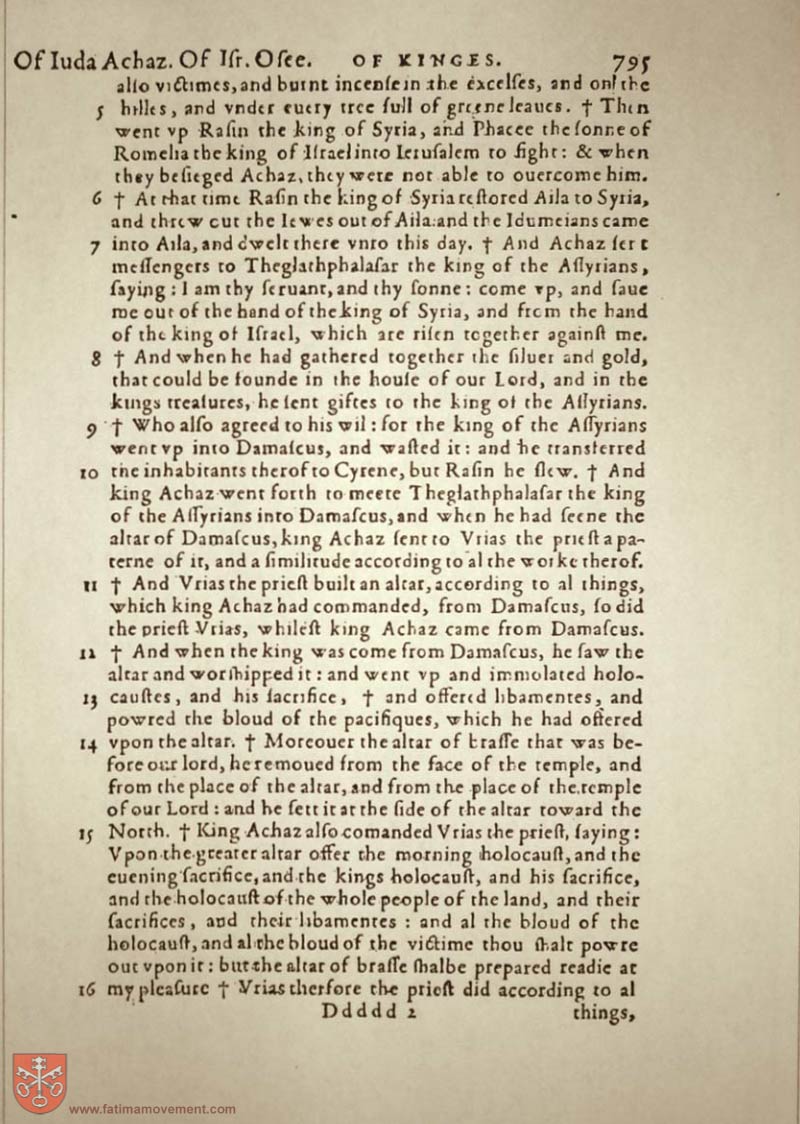 Of Iuda Achaz. Of Iſr. Oſee. OF KINGES. 795
alſo victimes, and burnt incenſe in the excelſes, and on the
5 hilles, and vnder euery tree full of greene leaues. † Then
went vp Raſin the king of Syria, and Phacee the ſonne of
Romelia the king of Iſrael into Ieruſalem to fight: & when
they beſieged Achaz, they were not able to ouercome him.
6 † At that time Raſin the king of Syria reſtored Aila to Syria,
and threw out the Iewes out of Aila: and the Idumeians came
7 into Aila, and dwelt there vnto this day. † And Achaz ſent
meſſengers to Theglathphalaſar the king of the Aſſyrians,
ſaying: I am thy ſeruant, and thy ſonne: come vp, and ſaue
me out of the hand of the king of Syria, and from the hand
of the king of Iſrael, which are riſen together againſt me.
8 † And when he had gathered together the ſiluer and gold,
that could be founde in the houſe of our Lord, and in the
kings treaſures, he ſent giftes to the king of the Aſſyrians.
9 † Who alſo agreed to his wil: for the king of the Aſſyrians
went vp into Damaſcus, and waſted it: and he transferred
10 the inhabitants therof to Cyrene, but Raſin he ſlew. † And
king Achaz went forth to meete Theglathphalaſar the king
of the Aſſyrians into Damaſcus, and when he had ſeene the
altar of Damaſcus, king Achaz ſent to Vrias the prieſt a pa-
terne of it, and a ſimilitude according to al the worke therof.
11 † And Vrias the prieſt built an altar, according to al things,
which king Achaz had commanded, from Damaſcus, ſo did
the prieſt Vrias, whileſt king Achaz came from Damaſcus.
12 † And when the king was come from Damaſcus, he ſaw the
altar and worſhipped it: and went vp and immolated holo-
13 cauſtes, and his ſacrifice, † and offered libamentes, and
powred the bloud of the pacifiques, which he had offered
14 vpon the altar. † Moreouer the altar of braſſe that was be-
fore our lord, he remoued from the face of the temple, and
from the place of the altar, and from the place of the temple
of our Lord: and he ſett it at the ſide of the altar toward the
15 North. † King Achaz alſo comanded Vrias the prieſt, ſaying:
Vpon the greater altar offer the morning holocauſt, and the
euening ſacrifice, and the kings holocauſt, and his ſacrifice,
and the holocauſt of the whole people of the land, and their
ſacrifices, and their libamentes: and al the bloud of the
holocauſt, and al the bloud of the victime thou ſhalt powre
out vpon it: but the altar of braſſe ſhalbe prepared readie at
16 my pleaſure † Vrias therfore the prieſt did according to al
Ddddd 2 things,
www.fatimamovement.com